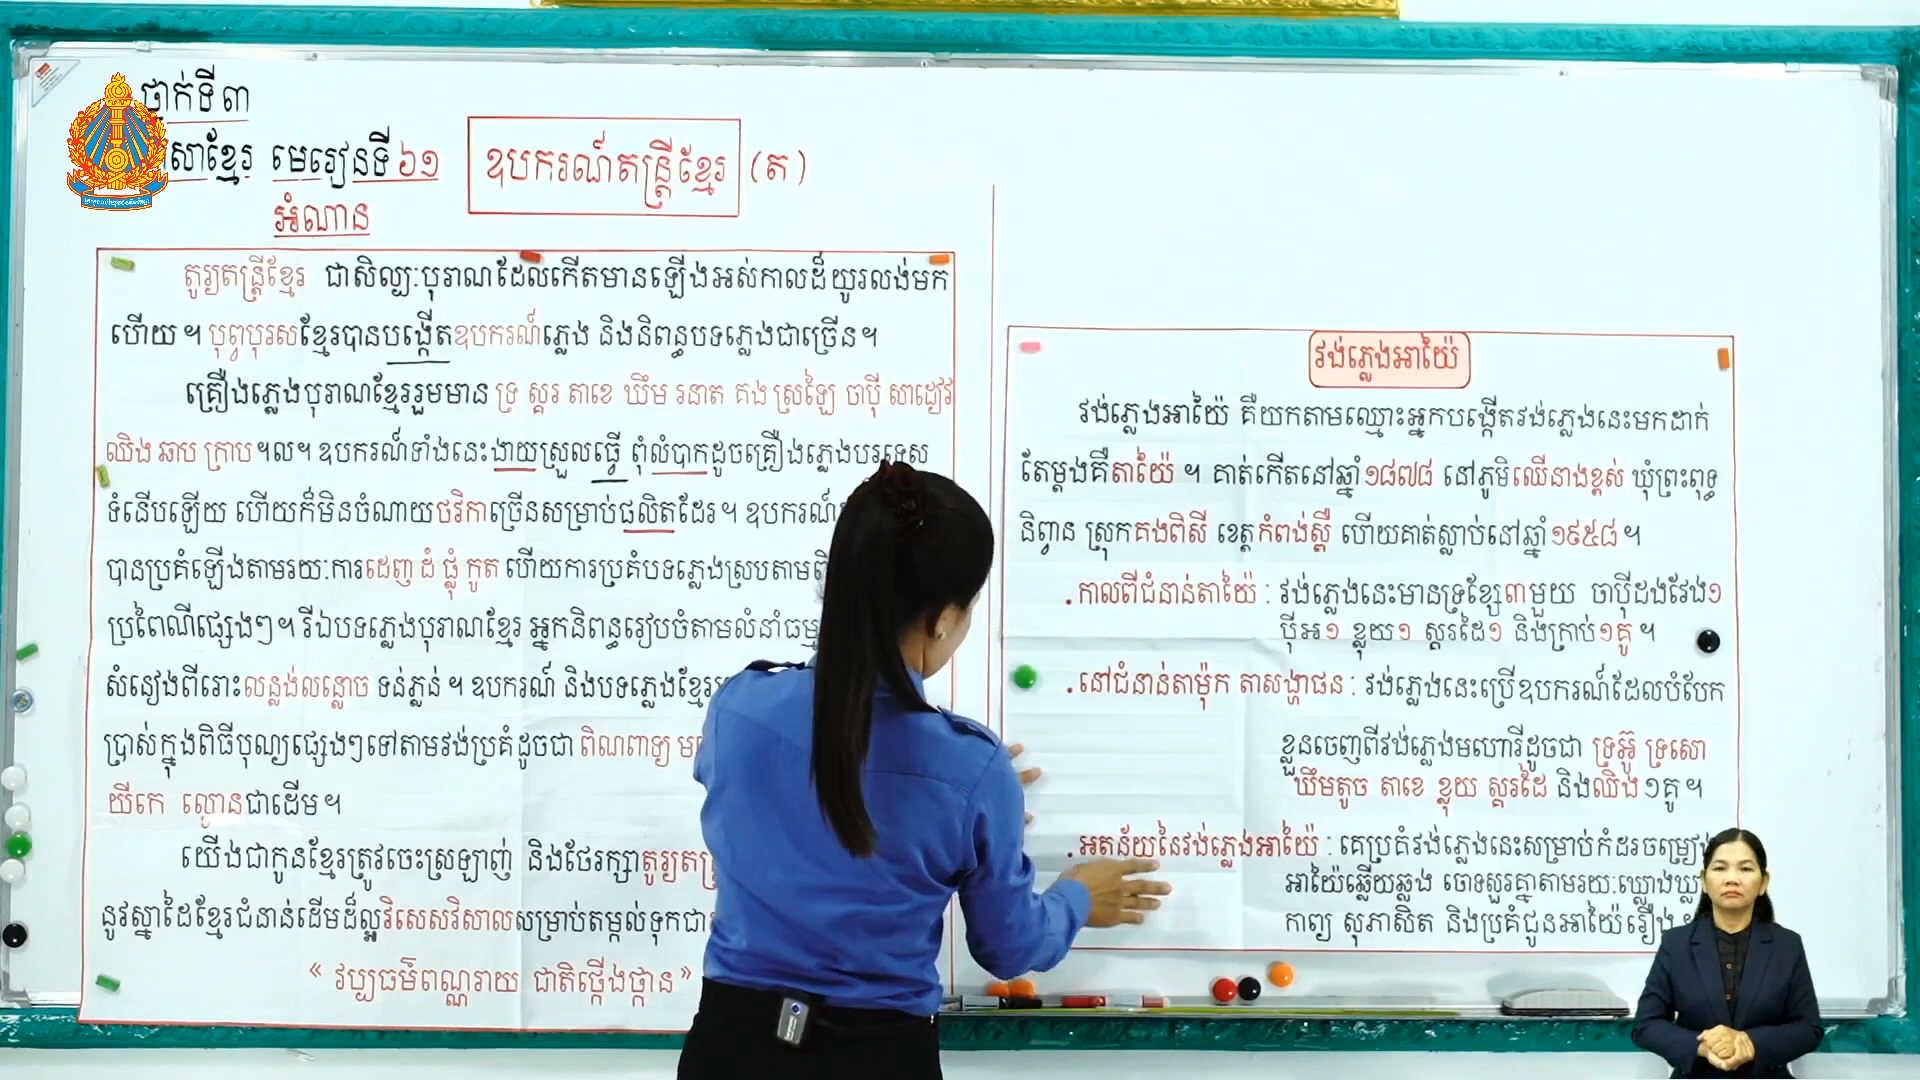 ថ្នាក់ទី៣
សាខ្មែរ មេរៀនទី៦១
ឧបករណ៍តន្ត្រីខ្មែរ (ត)
អំណាន
តូរ្យតន្ត្រីខ្មែរ ជាសិល្បៈបុរាណដែលកើតមានឡើងអស់កាលដ៏យូរលង់មក
ហើយ។ បុព្វបុរសខ្មែរបានបង្កើតឧបករណ៍ភ្លេង និងនិពន្ធបទភ្លេងជាច្រើន។
គ្រឿងភ្លេងបុរាណខ្មែររួមមាន ទ្រ ស្គរ តាខេ ឃឹម រនាត គង ស្រឡៃ ចាប៉ី សាដៀវ
ឈិង ឆាប ក្រាប។ល។ ឧបករណ៍ទាំងនេះងាយស្រួលធ្វើ ពុំលំបាកដូចគ្រឿងភ្លេងបរទេស
ទំនើបឡើយ ហើយក៏មិនចំណាយថវិកាច្រើនសម្រាប់ផលិតដែរ។ ឧបករណ៍
បានប្រគំឡើងតាមរយៈការដេញ ដំ ផ្លុំ កូត ហើយការប្រគំបទភ្លេងស្របតាម
ប្រពៃណីផ្សេងៗ។ រីឯបទភ្លេងបុរាណខ្មែរ អ្នកនិពន្ធរៀបចំតាមលំនាំធម្ម
សំនៀងពីរោះលន្លង់លន្លោច ទន់ភ្លន់។ ឧបករណ៍ និងបទភ្លេងខ្មែរ
ប្រាស់ក្នុងពិធីបុណ្យផ្សេងៗទៅតាមវង់ប្រគំដូចជា ពិណពាទ្យ
យីកេ ល្ខោនជាដើម។
យើងជាកូនខ្មែរត្រូវចេះស្រឡាញ់ និងថែរក្សាតូរ្យ
នូវស្នាដៃខ្មែរជំនាន់ដើមដ៏ល្អវិសេសវិសាលសម្រាប់តម្កល់ទុកជា
« វប្បធម៌ពណ្ណរាយ ជាតិថ្កើងថ្កាន»
វង់ភ្លេងអាយ៉ៃ
វង់ភ្លេងអាយ៉ៃ គឺយកតាមឈ្មោះអ្នកបង្កើតវង់ភ្លេងនេះមកដាក់
តែម្តងគឺតាយ៉ៃ ។ គាត់កើតនៅឆ្នាំ១៨៧៨ នៅភូមិឈើនាងខ្ពស់ ឃុំព្រះពុទ្ធ
និព្វាន ស្រុកគងពិសី ខេត្តកំពង់ស្ពឺ ហើយគាត់ស្លាប់នៅឆ្នាំ១៩៥៨។
.កាលពីជំនាន់តាយ៉ៃ : វង់ភ្លេងនេះមានទ្រខ្សែ៣មួយ ចាប៉ីដងវែង១
ប៉ីអ១ ខ្លុយ១ ស្គរដៃ១ និងក្រាប់១គូ។
.នៅជំនាន់តាម៉ុក តាសង្ហាផន: វង់ភ្លេងនេះប្រើឧបករណ៍ដែលបំបែក
ខ្លួនចេញពីវង់ភ្លេងមហោរីដូចជា ទ្រអ៊ូ ទ្រសោ
ឃឹមតូច តាខេ ខ្លុយ ស្គរដៃ និងឈិង១គូ។
.អត្ថន័យនៃវង់ភ្លេងអាយ៉ៃ : គេប្រគំវង់ភ្លេងនេះសម្រាប់កំដរចម្រៀង
អាយ៉ៃឆ្លើយឆ្លង ចោទសួរគ្នាតាមរយៈឃ្លោង
កាព្យ សុភាសិត និងប្រគំជូនអាយ៉ៃរឿង